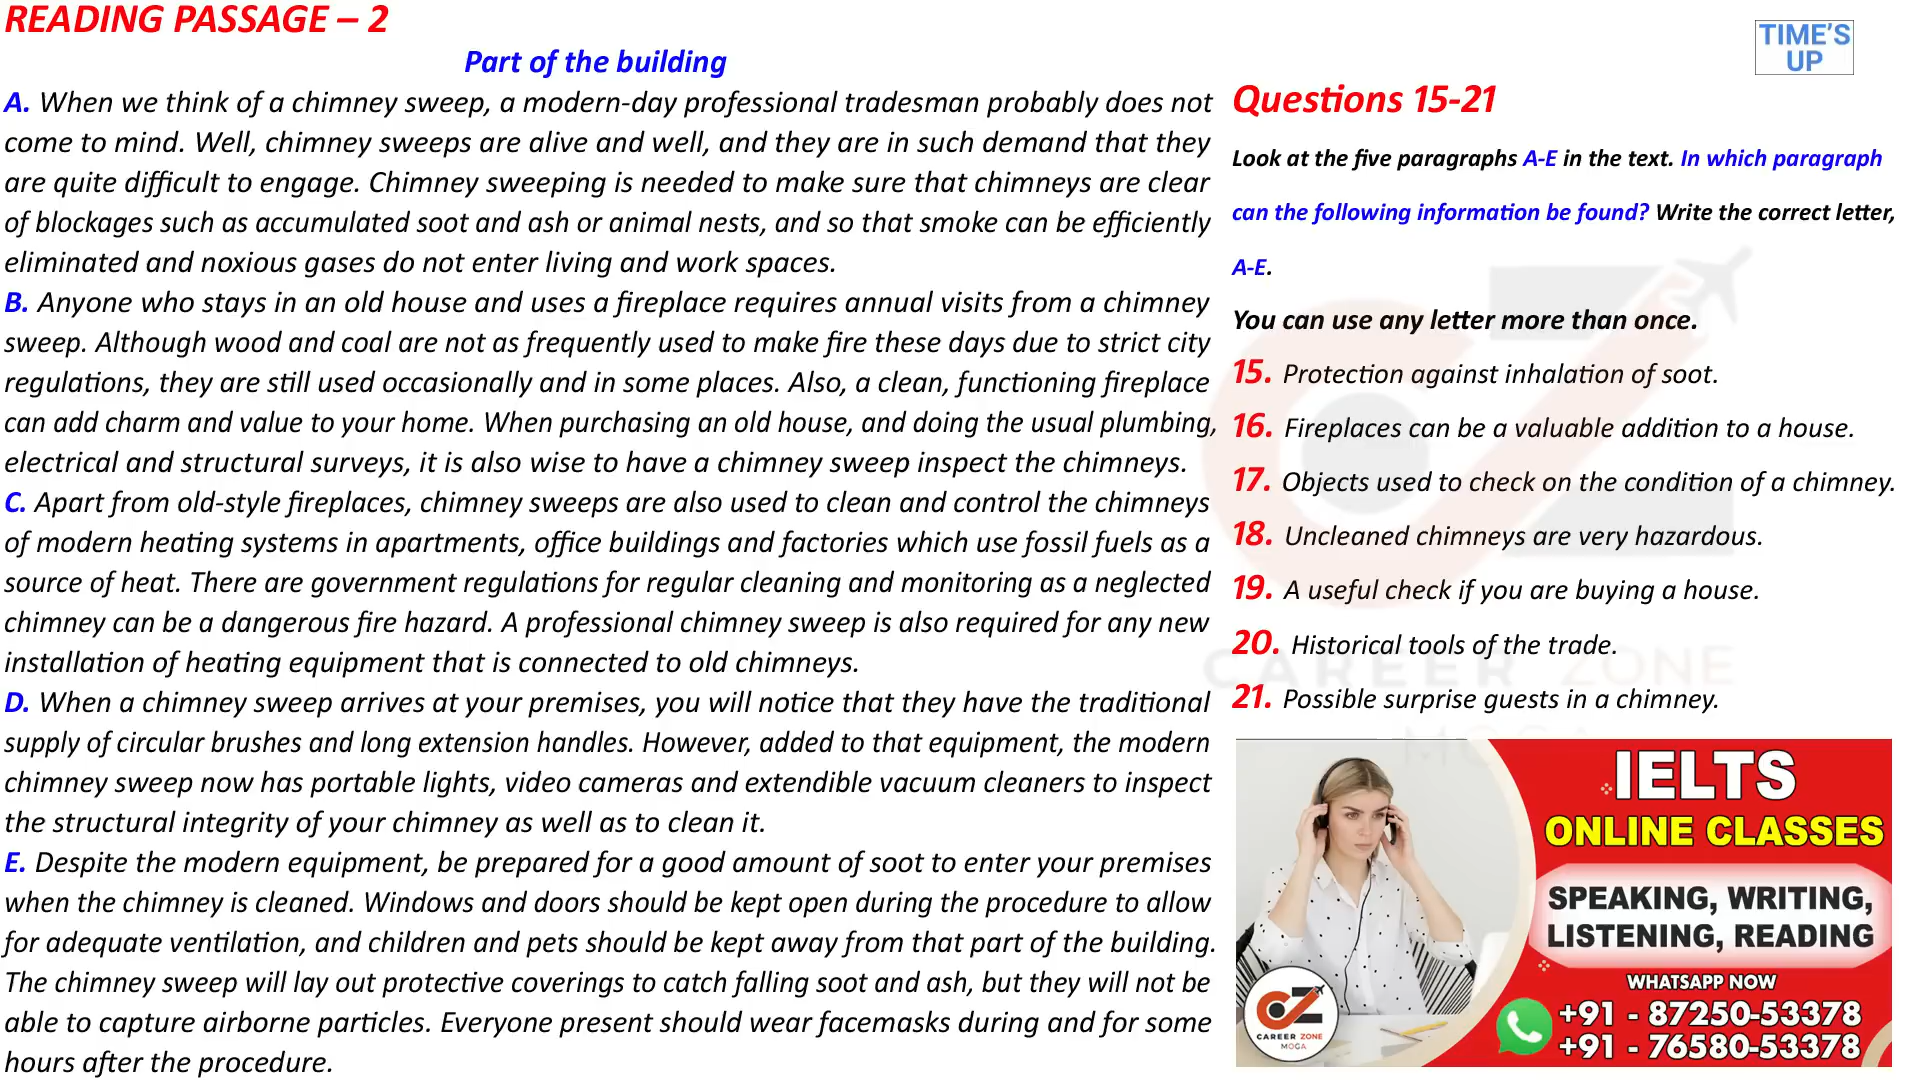 READING PASSAGE – 2
Part of the building
A. When we think of a chimney sweep, a modern-day professional tradesman probably does not
come to mind. Well, chimney sweeps are alive and well, and they are in such demand that they
are quite difficult to engage. Chimney sweeping is needed to make sure that chimneys are clear
of blockages such as accumulated soot and ash or animal nests, and so that smoke can be efficiently
eliminated and noxious gases do not enter living and work spaces.
B. Anyone who stays in an old house and uses a fireplace requires annual visits from a chimney
sweep. Although wood and coal are not as frequently used to make fire these days due to strict city
regulations, they are still used occasionally and in some places. Also, a clean, functioning fireplace
can add charm and value to your home. When purchasing an old house, and doing the usual plumbing,
electrical and structural surveys, it is also wise to have a chimney sweep inspect the chimneys.
C. Apart from old-style fireplaces, chimney sweeps are also used to clean and control the chimneys
of modern heating systems in apartments, office buildings and factories which use fossil fuels as a
source of heat. There are government regulations for regular cleaning and monitoring as a neglected
chimney can be a dangerous fire hazard. A professional chimney sweep is also required for any new
installation of heating equipment that is connected to old chimneys.
D. When a chimney sweep arrives at your premises, you will notice that they have the traditional
supply of circular brushes and long extension handles. However, added to that equipment, the modern
chimney sweep now has portable lights, video cameras and extendible vacuum cleaners to inspect
the structural integrity of your chimney as well as to clean it.
E. Despite the modern equipment, be prepared for a good amount of soot to enter your premises
when the chimney is cleaned. Windows and doors should be kept open during the procedure to allow
for adequate ventilation, and children and pets should be kept away from that part of the building.
The chimney sweep will lay out protective coverings to catch falling soot and ash, but they will not be
able to capture airborne particles. Everyone present should wear facemasks during and for some
hours after the procedure.
TIME'S
UP
Questions 15-21
Look at the five paragraphs A-E in the text. In which paragraph
can the following information be found? Write the correct letter,
A-E.
You can use any letter more than once.
15. Protection against inhalation of soot.
16. Fireplaces can be a valuable addition to a house.
17. Objects used to check on the condition of a chimney.
18. Uncleaned chimneys are very hazardous.
19. A useful check if you are buying a house.
20. Historical tools of the trade.
21. Possible surprise guests in a chimney.
CAREER ZONE
MOGA
IELTS
ONLINE CLASSES
SPEAKING, WRITING,
LISTENING, READING
WHATSAPP NOW
+91 - 87250-53378
+91 - 76580-53378
CAREER ZONE
MOGA